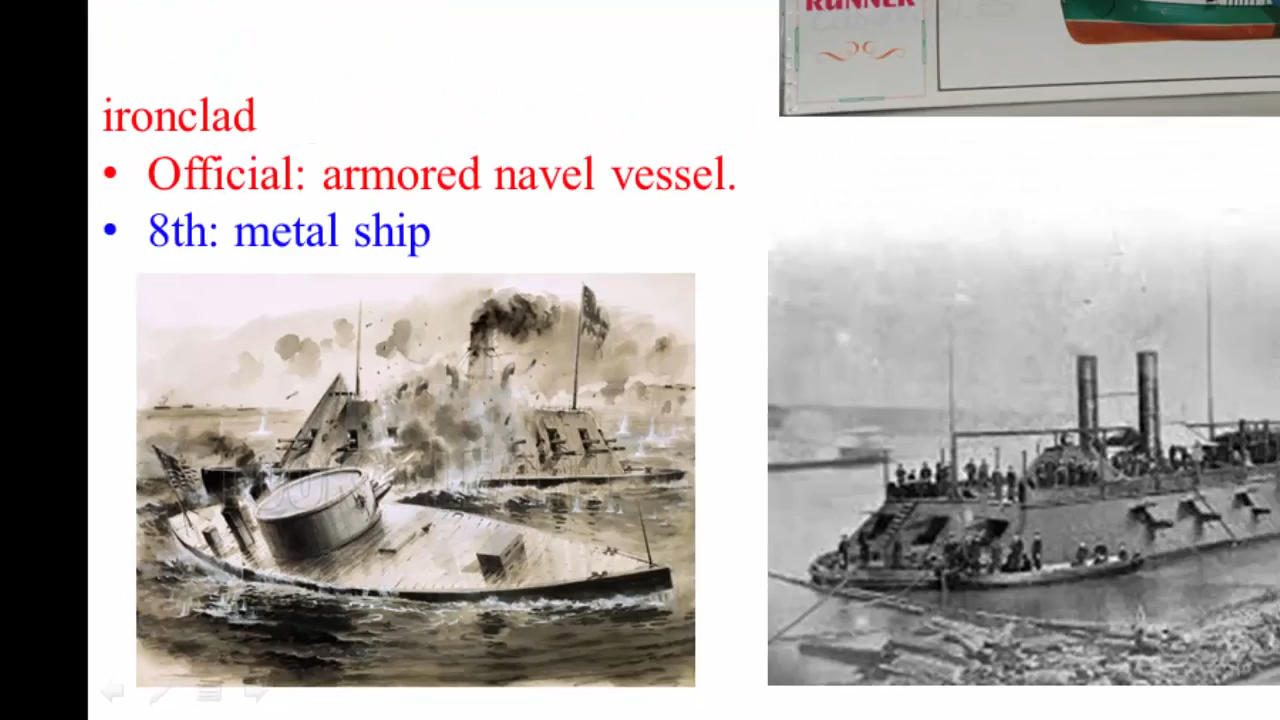 RUNNER
ironclad
• Official: armored navel vessel.
• 8th: metal ship